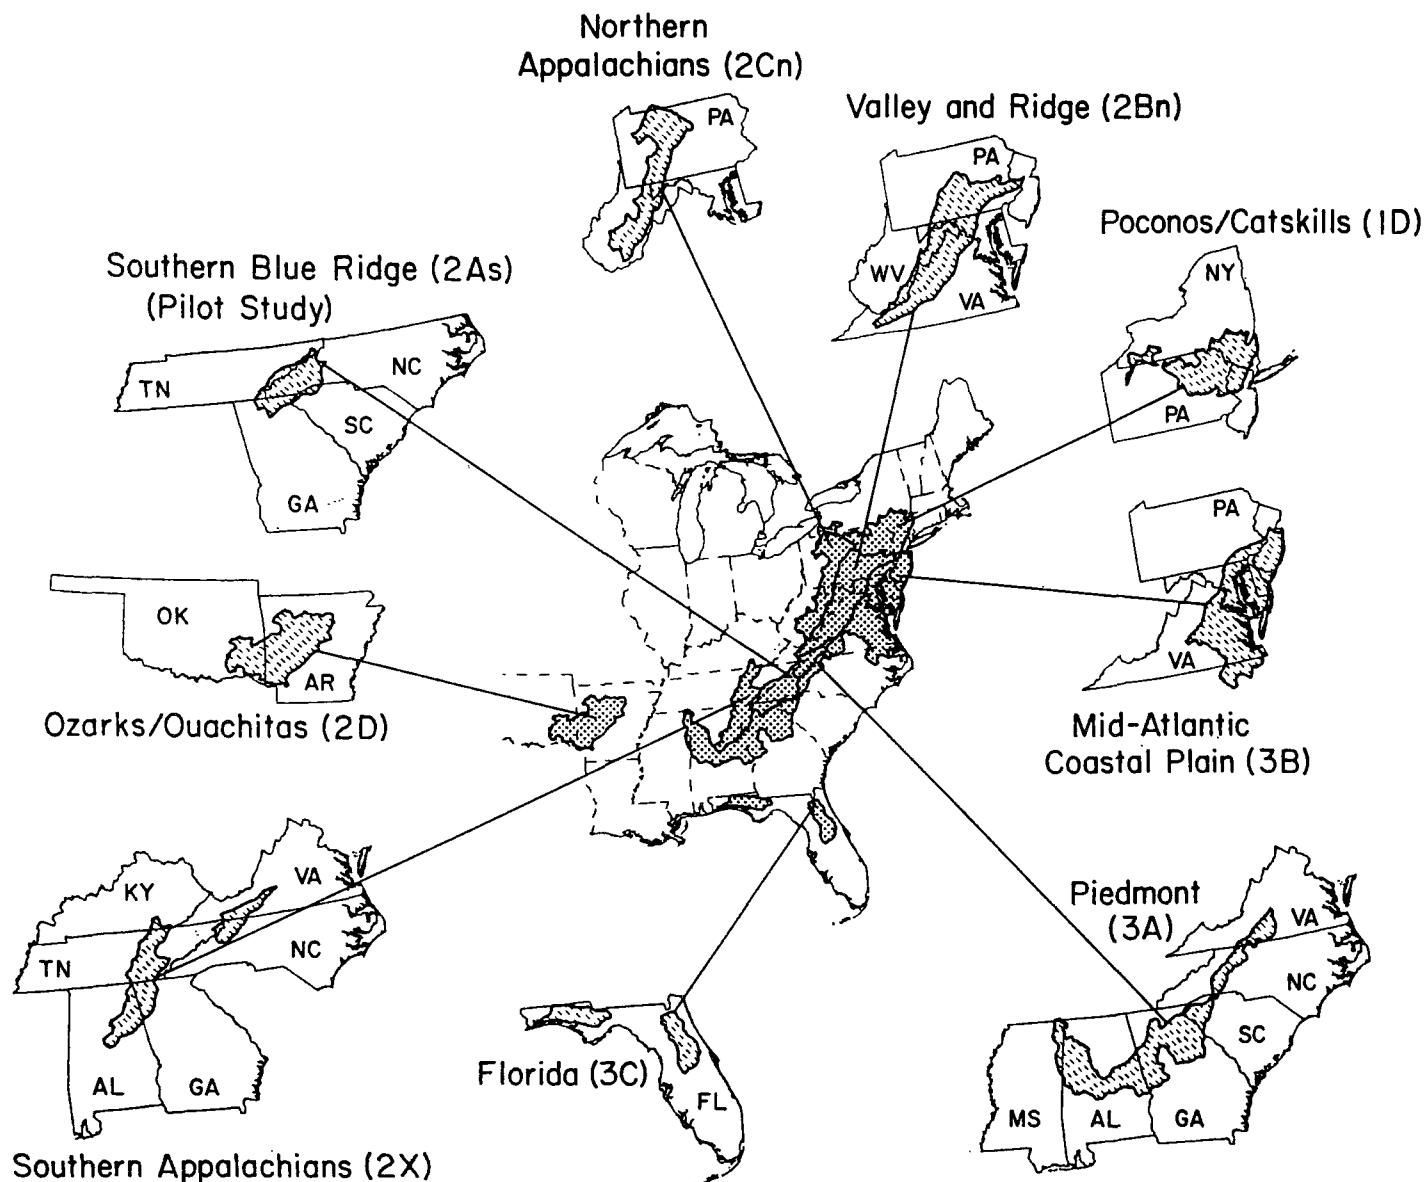 Northern
Appalachians (2Cn)
PA
Valley and Ridge (2Bn)
PA
WV
VA
Poconos/Catskills (1D)
NY
PA
Southern Blue Ridge (2As)
(Pilot Study)
TN
NC
SC
GA
PA
VA
Mid-Atlantic
Coastal Plain (3B)
OK
AR
Ozarks/Ouachitas (2D)
KY
VA
TN
NC
AL
GA
Southern Appalachians (2X)
Florida (3C)
FL
Piedmont
(3A)
VA
NC
SC
MS
AL
GA